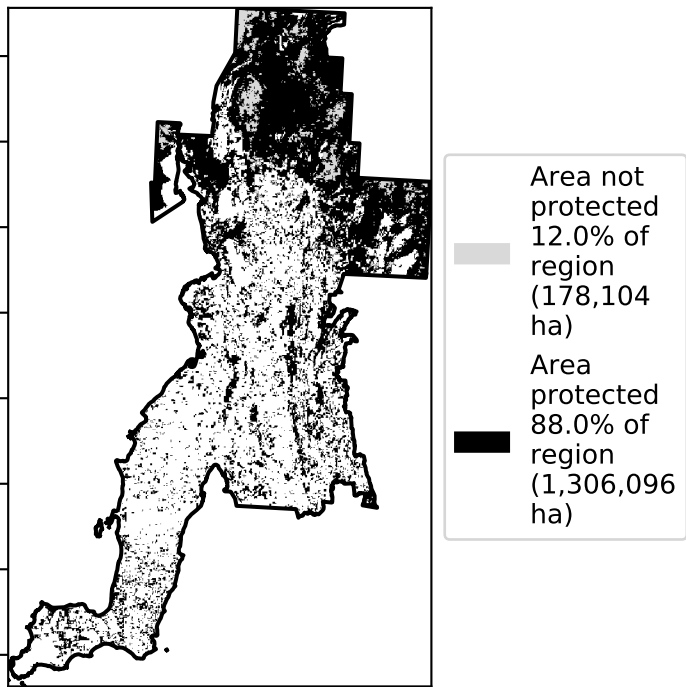 Area not
protected
12.0% of
region
(178,104
ha)
Area
protected
88.0% of
region
(1,306,096
ha)